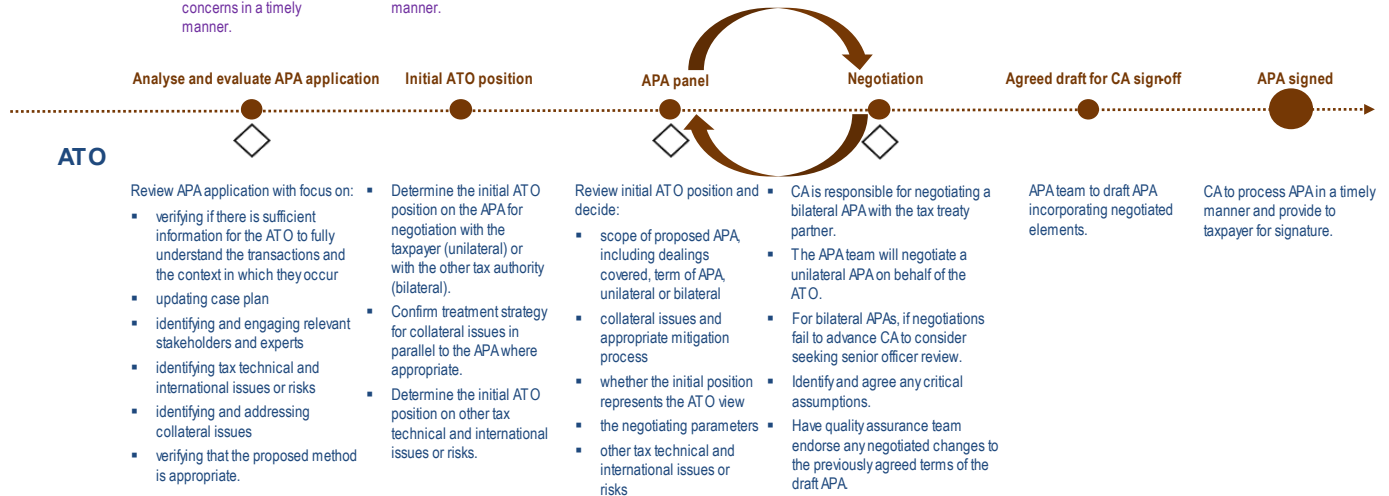 concerns in a timely
manner.
manner.
Analyse and evaluate APA application
Initial ATO position
APA panel
Negotiation
Agreed draft for CA sign-off
APA signed
ATO
Review APA application with focus on:
▪ verifying if there is sufficient
information for the ATO to fully
understand the transactions and
the context in which they occur
▪ updating case plan
▪ identifying and engaging relevant
stakeholders and experts
▪ identifying tax technical and
international issues or risks
▪ identifying and addressing
collateral issues
▪ verifying that the proposed method
is appropriate.
▪ Determine the initial ATO
position on the APA for
negotiation with the
taxpayer (unilateral) or
with the other tax authority
(bilateral).
▪ Confirm treatment strategy
for collateral issues in
parallel to the APA where
appropriate.
▪ Determine the initial ATO
position on other tax
technical and international
issues or risks.
Review initial ATO position and
decide:
▪ scope of proposed APA,
including dealings
covered, term of APA,
unilateral or bilateral
▪ collateral issues and
appropriate mitigation
process
▪ whether the initial position
represents the ATO view
▪ the negotiating parameters
▪ other tax technical and
international issues or
risks
▪ CA is responsible for negotiating a
bilateral APA with the tax treaty
partner.
▪ The APA team will negotiate a
unilateral APA on behalf of the
ATO.
▪ For bilateral APAs, if negotiations
fail to advance CA to consider
seeking senior officer review.
▪ Identify and agree any critical
assumptions.
▪ Have quality assurance team
endorse any negotiated changes to
the previously agreed terms of the
draft APA.
APA team to draft APA
incorporating negotiated
elements.
CA to process APA in a timely
manner and provide to
taxpayer for signature.